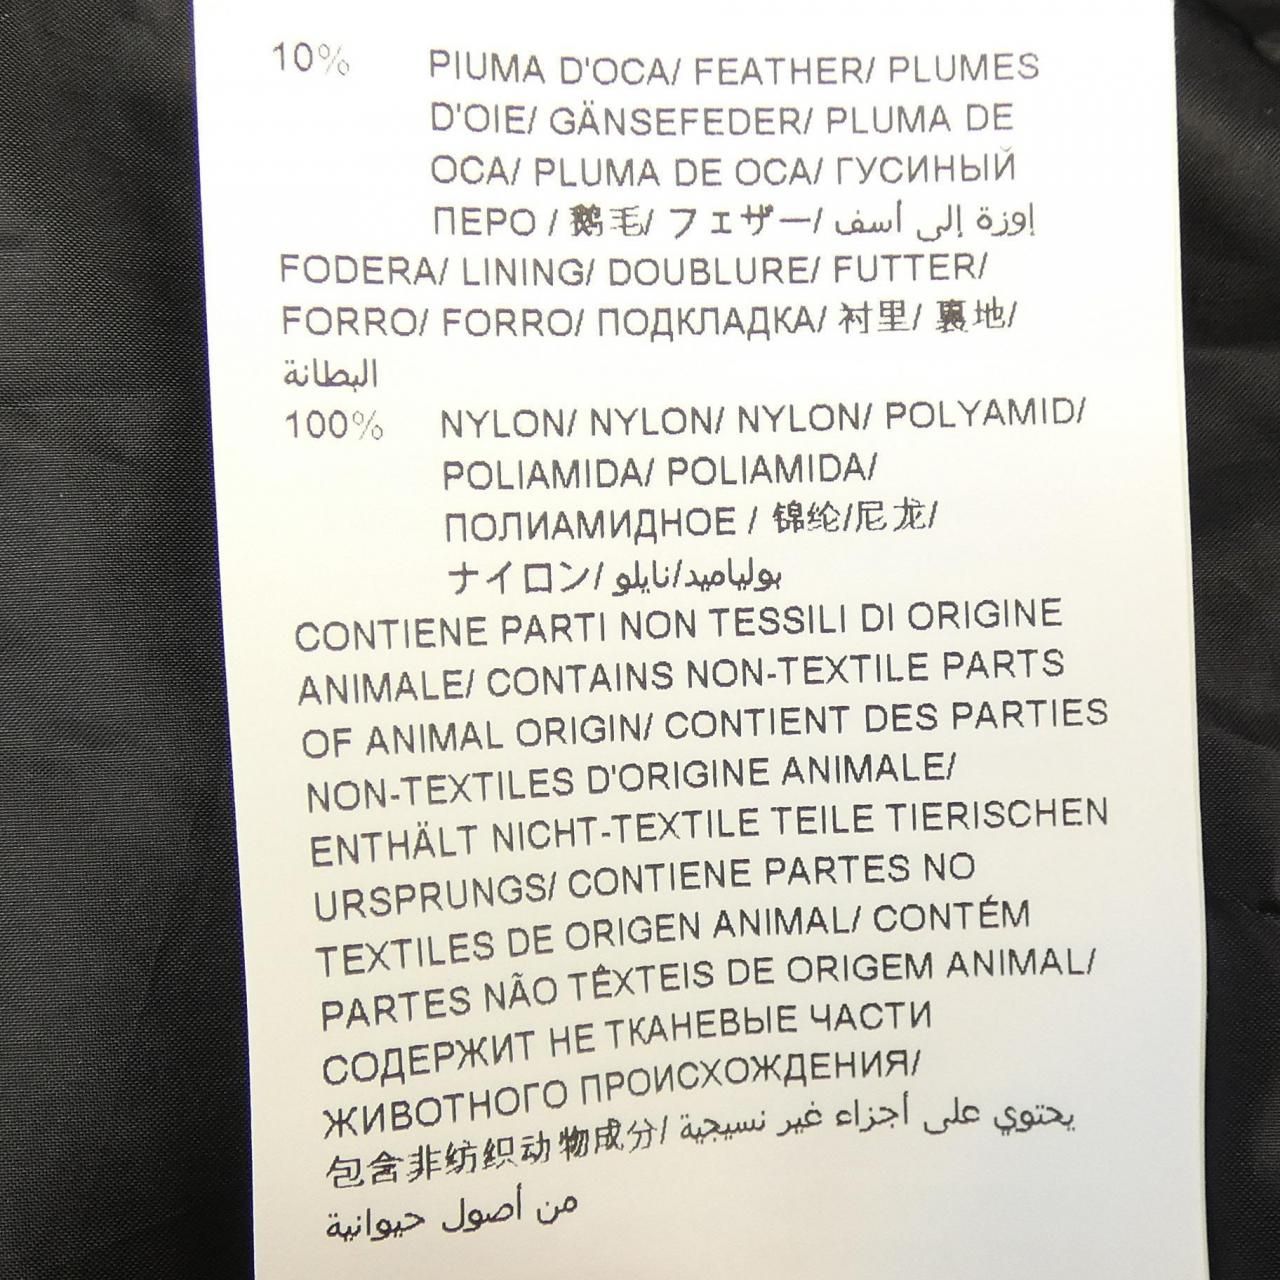 10% PIUMA D'OCA/ FEATHER/ PLUMES
D'OIE/ GÄNSEFEDER/ PLUMA DE
OCA/ PLUMA DE OCA/ ГУСИНЫЙ
ПЕРО / 鹅毛/ フェザー/ إوزة إلى أسف
FODERA/ LINING/ DOUBLURE/ FUTTER/
FORRO/ FORRO/ ПОДКЛАДКА/ 衬里/ 裏地/
البطانة
100% NYLON/ NYLON/ NYLON/ POLYAMID/
POLIAMIDA/ POLIAMIDA/
ПОЛИАМИДНОЕ / 锦纶/尼龙/
ナイロン/ بولياميد/نايلو
CONTIENE PARTI NON TESSILI DI ORIGINE
ANIMALE/ CONTAINS NON-TEXTILE PARTS
OF ANIMAL ORIGIN/ CONTIENT DES PARTIES
NON-TEXTILES D'ORIGINE ANIMALE/
ENTHÄLT NICHT-TEXTILE TEILE TIERISCHEN
URSPRUNGS/ CONTIENE PARTES NO
TEXTILES DE ORIGEN ANIMAL/ CONTÉM
PARTES NÃO TÊXTEIS DE ORIGEM ANIMAL/
СОДЕРЖИТ НЕ ТКАНЕВЫЕ ЧАСТИ
ЖИВОТНОГО ПРОИСХОЖДЕНИЯ/
包含非纺织动物成分/ يحتوي على أجزاء غير نسيجية
من أصول حيوانية